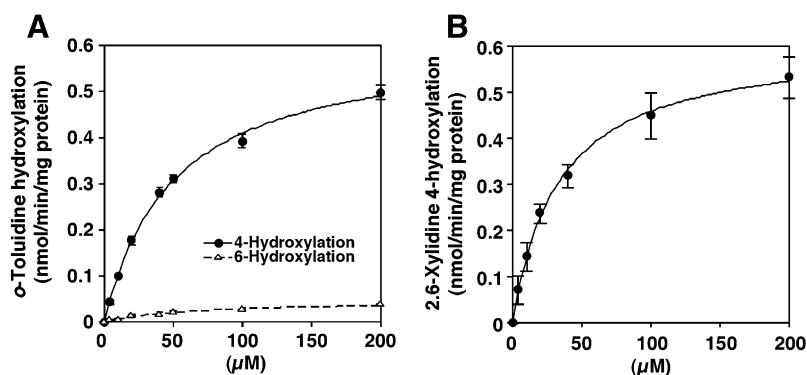 A
o-Toluidine hydroxylation
(nmol/min/mg protein)
0.6
0.5
0.4
0.3
0.2
0.1
0
4-Hydroxylation
6-Hydroxylation
0
50
100
150
200
(µM)
B
2.6-Xylidine 4-hydroxylation
(nmol/min/mg protein)
0.6
0.5
0.4
0.3
0.2
0.1
0
0
50
100
150
200
(µM)